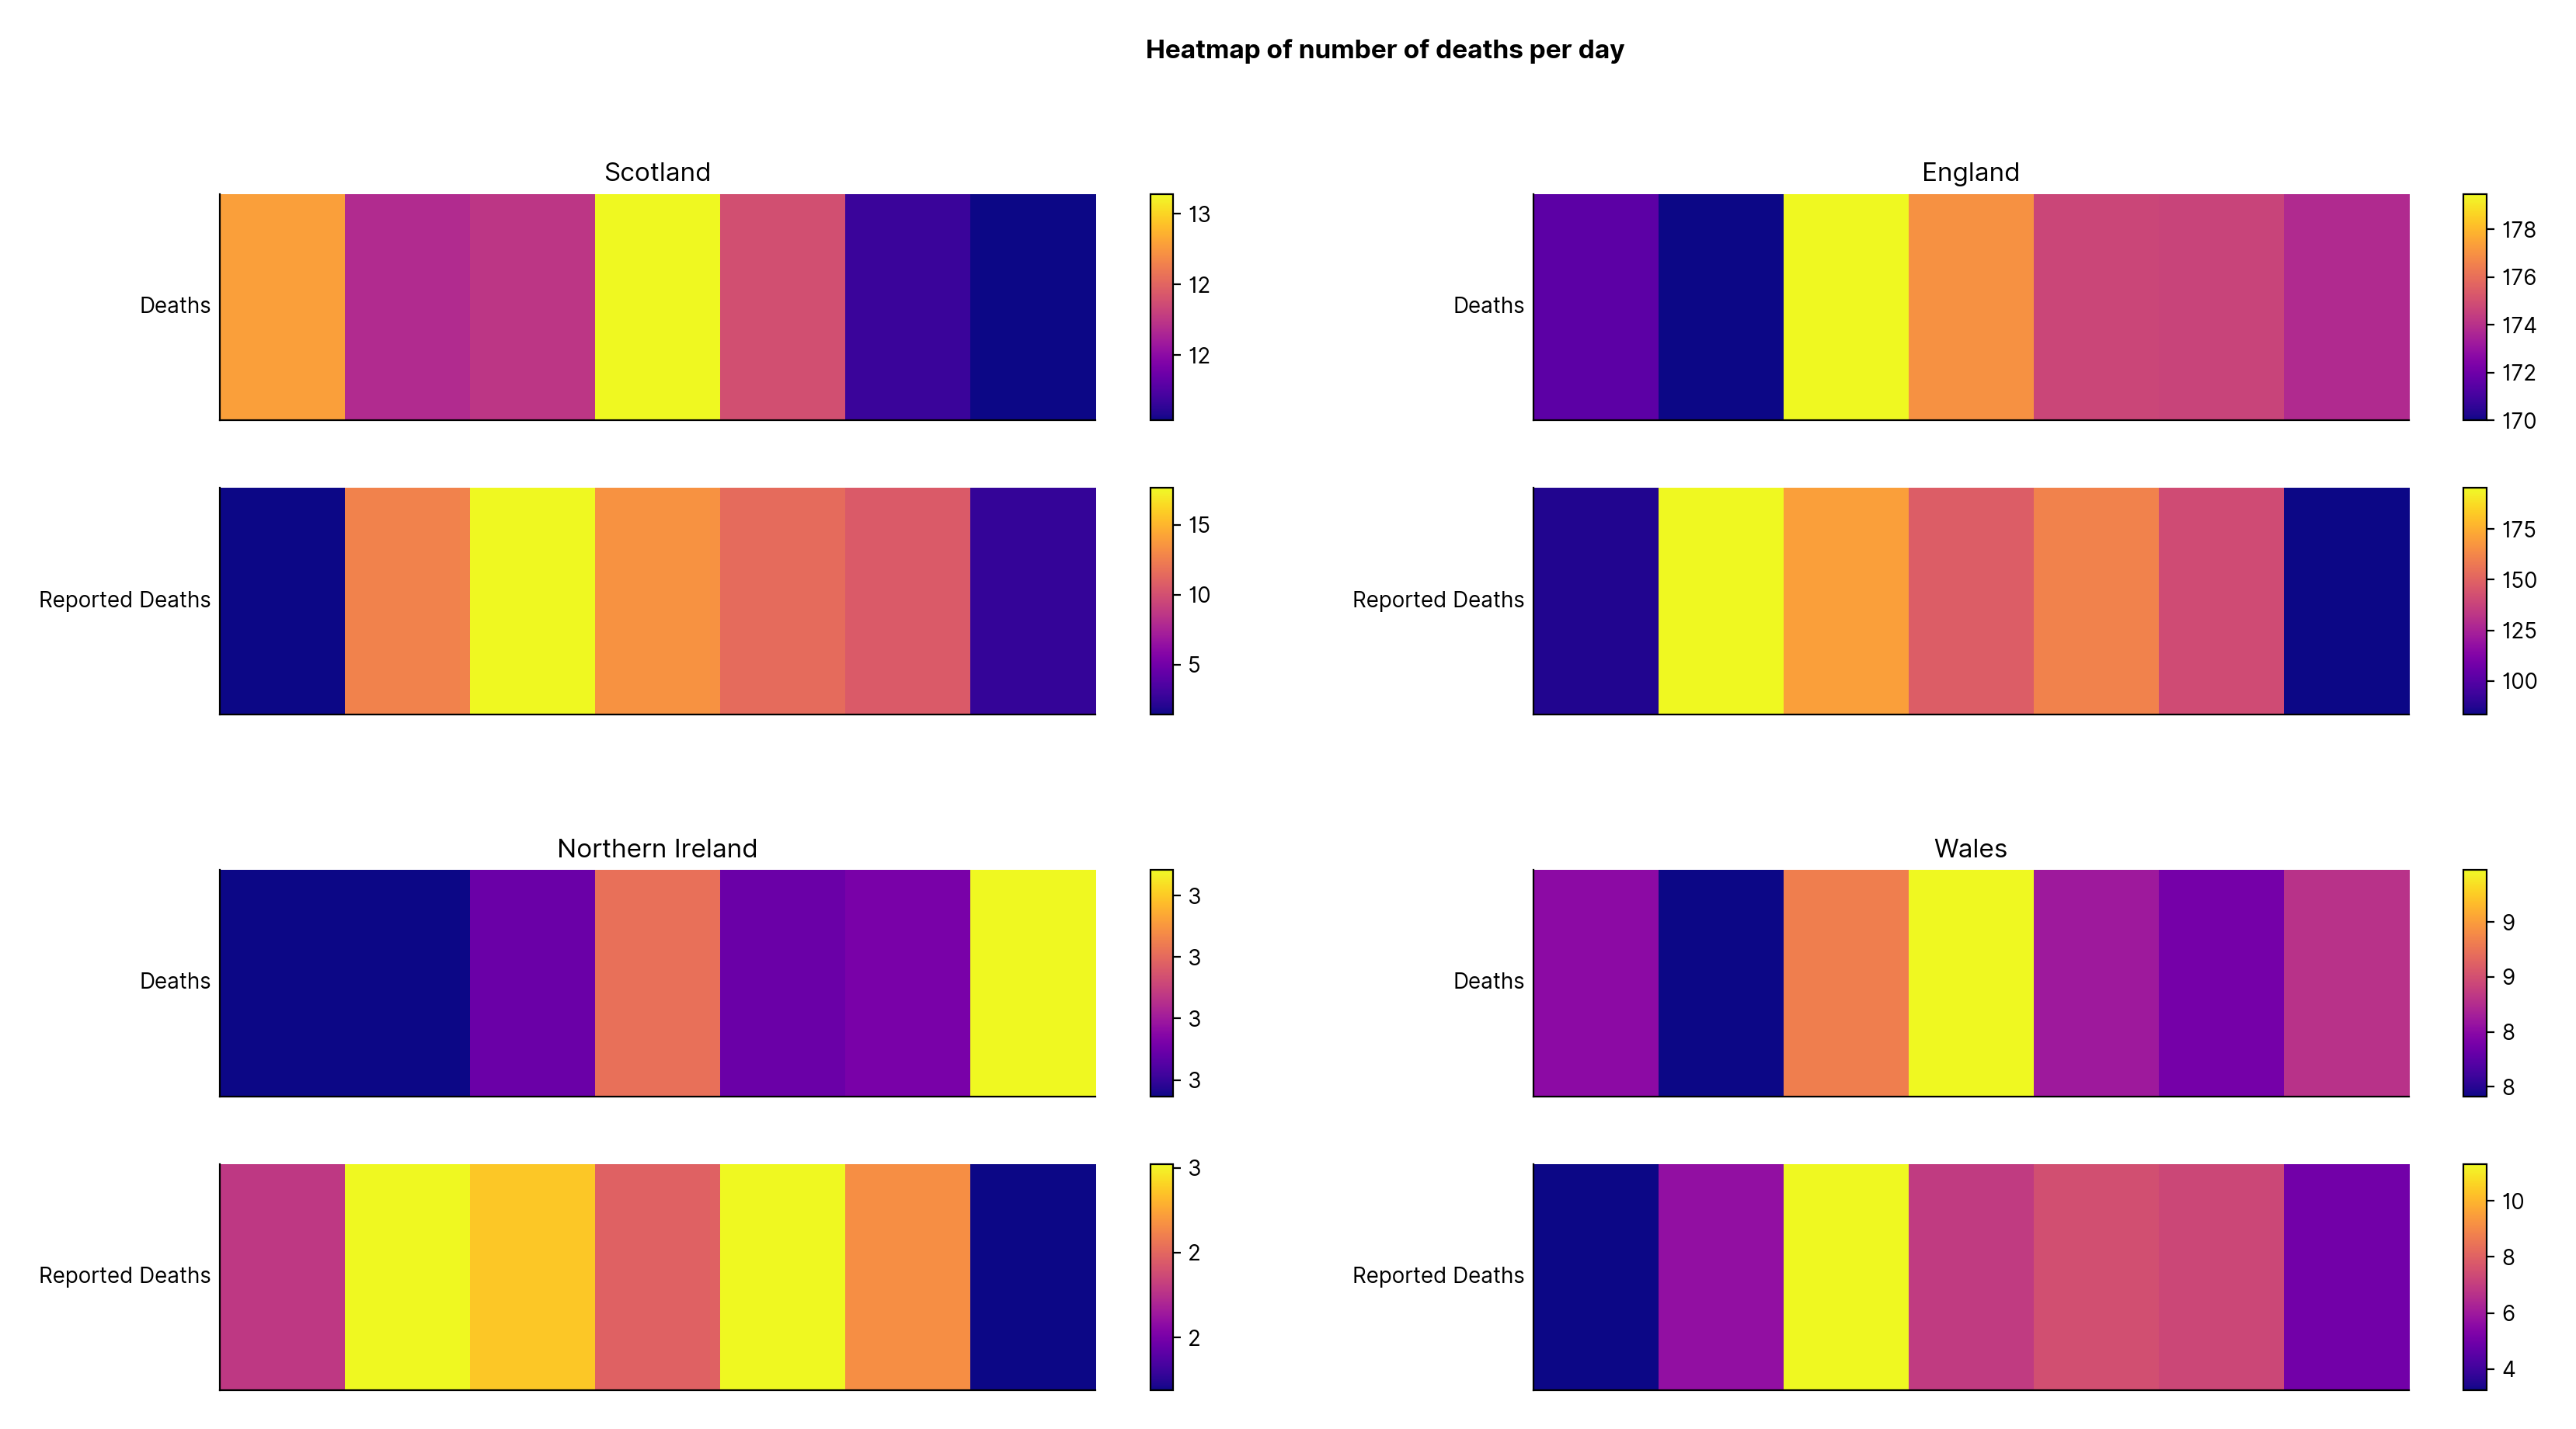 Heatmap of number of deaths per day
Scotland
Deaths
13
12
12
Reported Deaths
15
10
5
England
Deaths
178
176
174
172
170
Reported Deaths
175
150
125
100
Northern Ireland
Deaths
3
3
3
3
Reported Deaths
3
2
2
Wales
Deaths
9
9
8
8
Reported Deaths
10
8
6
4